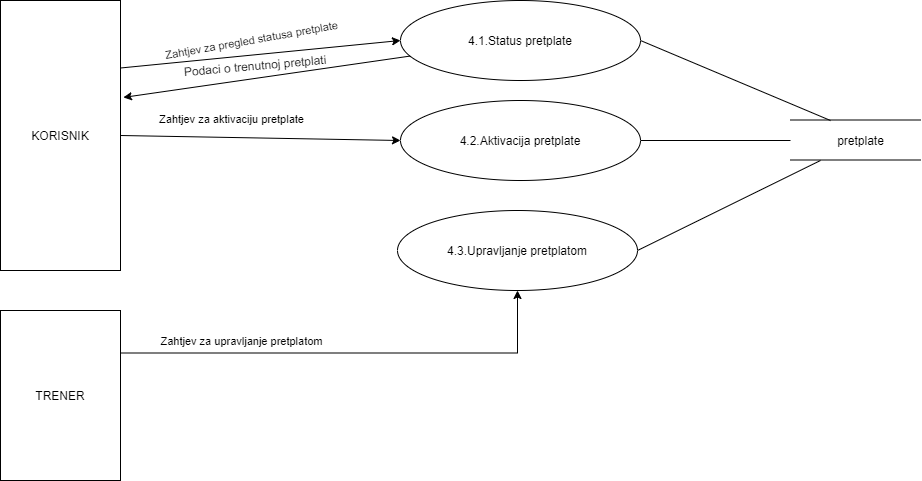 Zahtjev za pregled statusa pretplate
4.1.Status pretplate
Podaci o trenutnoj pretplati
KORISNIK
Zahtjev za aktivaciju pretplate
4.2.Aktivacija pretplate
pretplate
4.3.Upravljanje pretplatom
Zahtjev za upravljanje pretplatom
TRENER